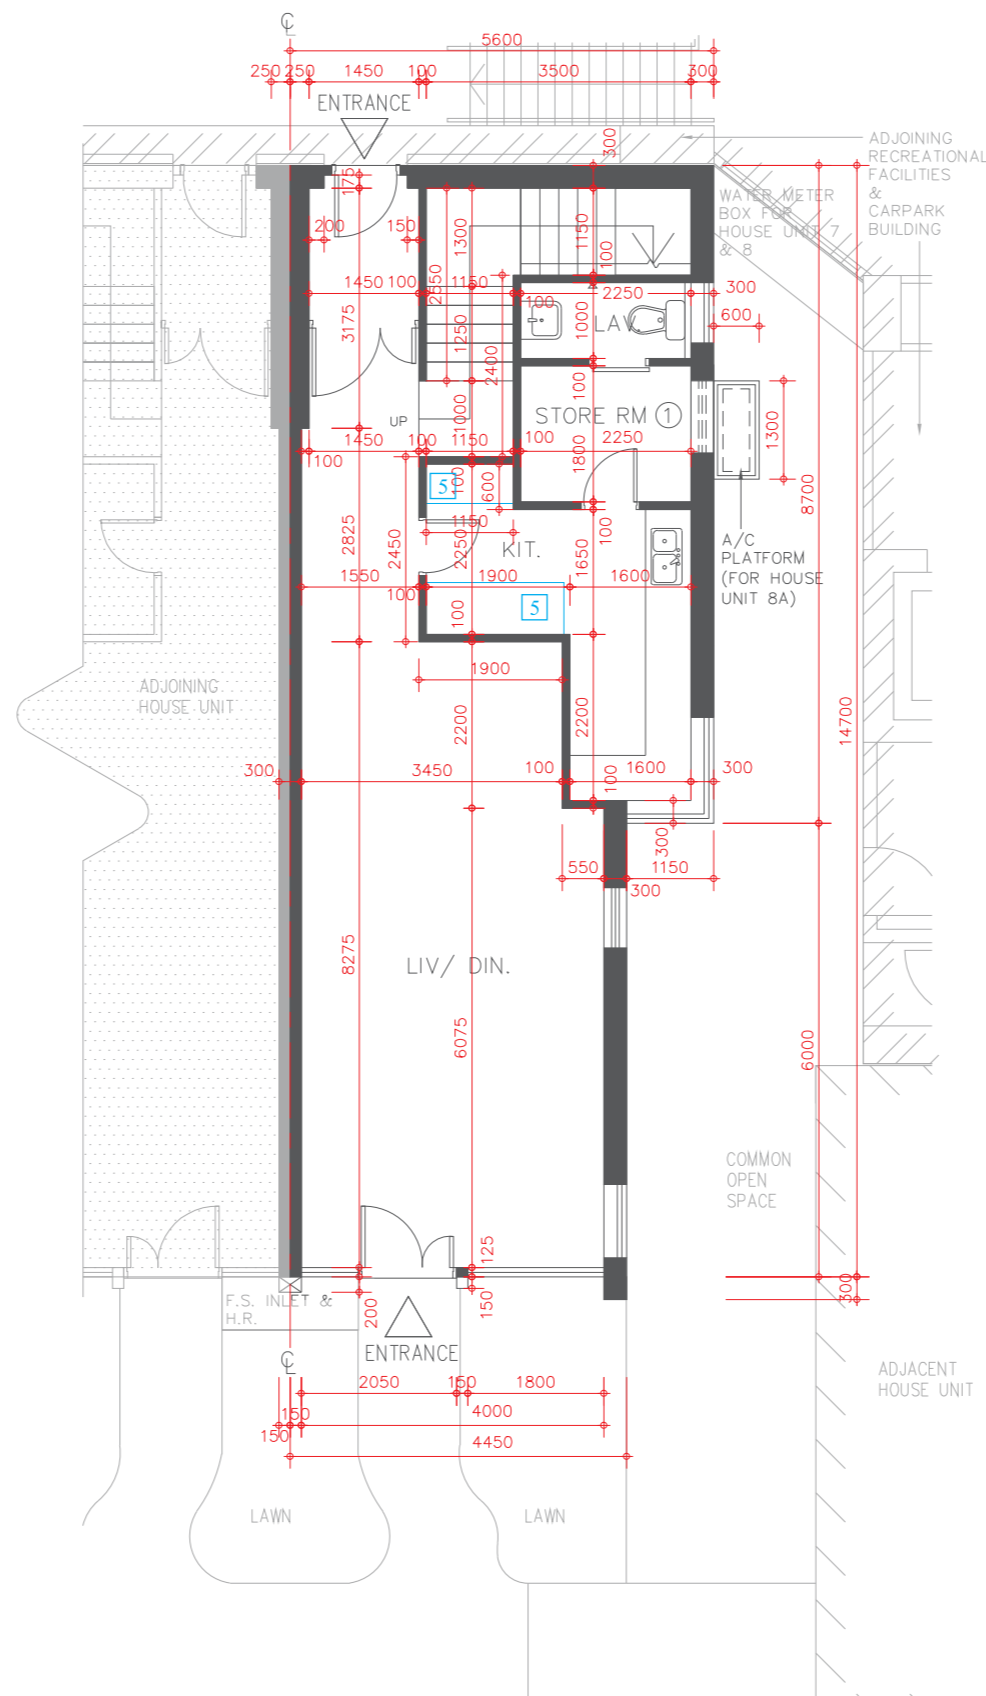 ℄
5600
250
250
1450
100
3500
300
ENTRANCE
300
ADJOINING
RECREATIONAL
FACILITIES
&
CARPARK
BUILDING
175
WATER METER
BOX FOR
HOUSE UNIT 7
& 8
200
150
1300
1150
100
1450
100
1150
2550
100
2250
300
3175
1250
1000
LAV.
600
2400
100
UP
1000
STORE RM 1
1300
1450
100
1150
100
2250
100
1800
8700
5
100
600
1150
100
2825
2450
2250
KIT.
1650
A/C
PLATFORM
(FOR HOUSE
UNIT 8A)
1550
100
1900
1600
5
100
1900
ADJOINING
HOUSE UNIT
2200
2200
14700
300
3450
100
1600
300
100
300
550
1150
300
8275
LIV/ DIN.
6075
6000
COMMON
OPEN
SPACE
125
F.S. INLET &
H.R.
200
150
300
℄
ENTRANCE
ADJACENT
HOUSE UNIT
2050
150
1800
150
4000
150
4450
LAWN
LAWN